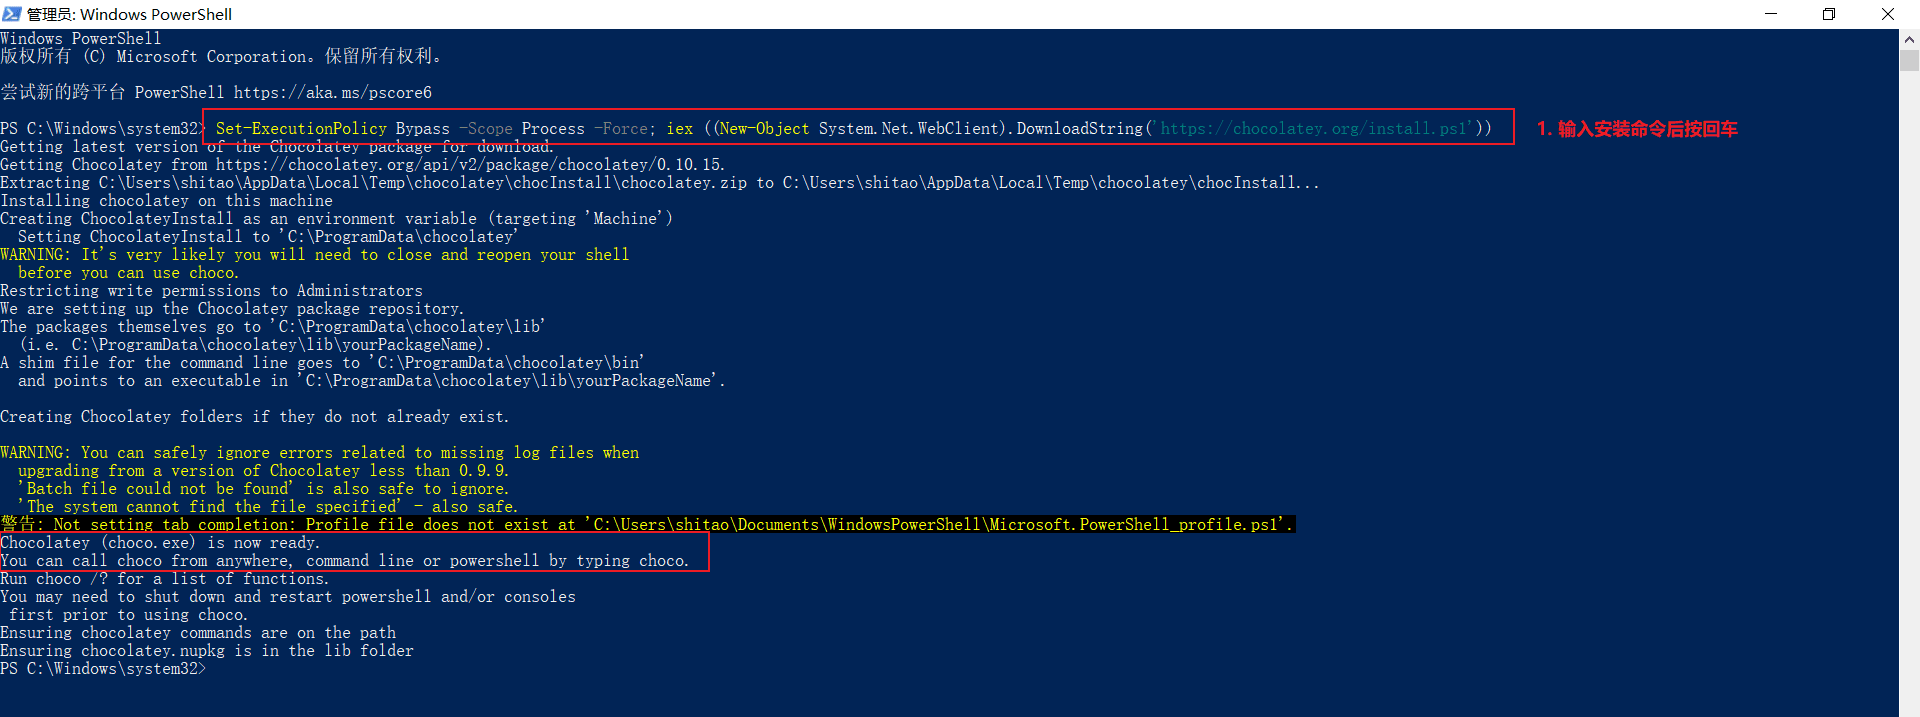 管理员: Windows PowerShell
Windows PowerShell
版权所有 (C) Microsoft Corporation。保留所有权利。
尝试新的跨平台 PowerShell https://aka.ms/pscore6
PS C:\Windows\system32> Set-ExecutionPolicy Bypass -Scope Process -Force; iex ((New-Object System.Net.WebClient).DownloadString('https://chocolatey.org/install.ps1'))
1. 输入安装命令后按回车
Getting latest version of the Chocolatey package for download.
Getting Chocolatey from https://chocolatey.org/api/v2/package/chocolatey/0.10.15.
Extracting C:\Users\shitao\AppData\Local\Temp\chocolatey\chocInstall\chocolatey.zip to C:\Users\shitao\AppData\Local\Temp\chocolatey\chocInstall...
Installing chocolatey on this machine
Creating ChocolateyInstall as an environment variable (targeting 'Machine')
  Setting ChocolateyInstall to 'C:\ProgramData\chocolatey'
WARNING: It's very likely you will need to close and reopen your shell
  before you can use choco.
Restricting write permissions to Administrators
We are setting up the Chocolatey package repository.
The packages themselves go to 'C:\ProgramData\chocolatey\lib'
  (i.e. C:\ProgramData\chocolatey\lib\yourPackageName).
A shim file for the command line goes to 'C:\ProgramData\chocolatey\bin'
  and points to an executable in 'C:\ProgramData\chocolatey\lib\yourPackageName'.
Creating Chocolatey folders if they do not already exist.
WARNING: You can safely ignore errors related to missing log files when
  upgrading from a version of Chocolatey less than 0.9.9.
  'Batch file could not be found' is also safe to ignore.
  'The system cannot find the file specified' - also safe.
警告: Not setting tab completion: Profile file does not exist at 'C:\Users\shitao\Documents\WindowsPowerShell\Microsoft.PowerShell_profile.ps1'.
Chocolatey (choco.exe) is now ready.
You can call choco from anywhere, command line or powershell by typing choco.
Run choco /? for a list of functions.
You may need to shut down and restart powershell and/or consoles
 first prior to using choco.
Ensuring chocolatey commands are on the path
Ensuring chocolatey.nupkg is in the lib folder
PS C:\Windows\system32>